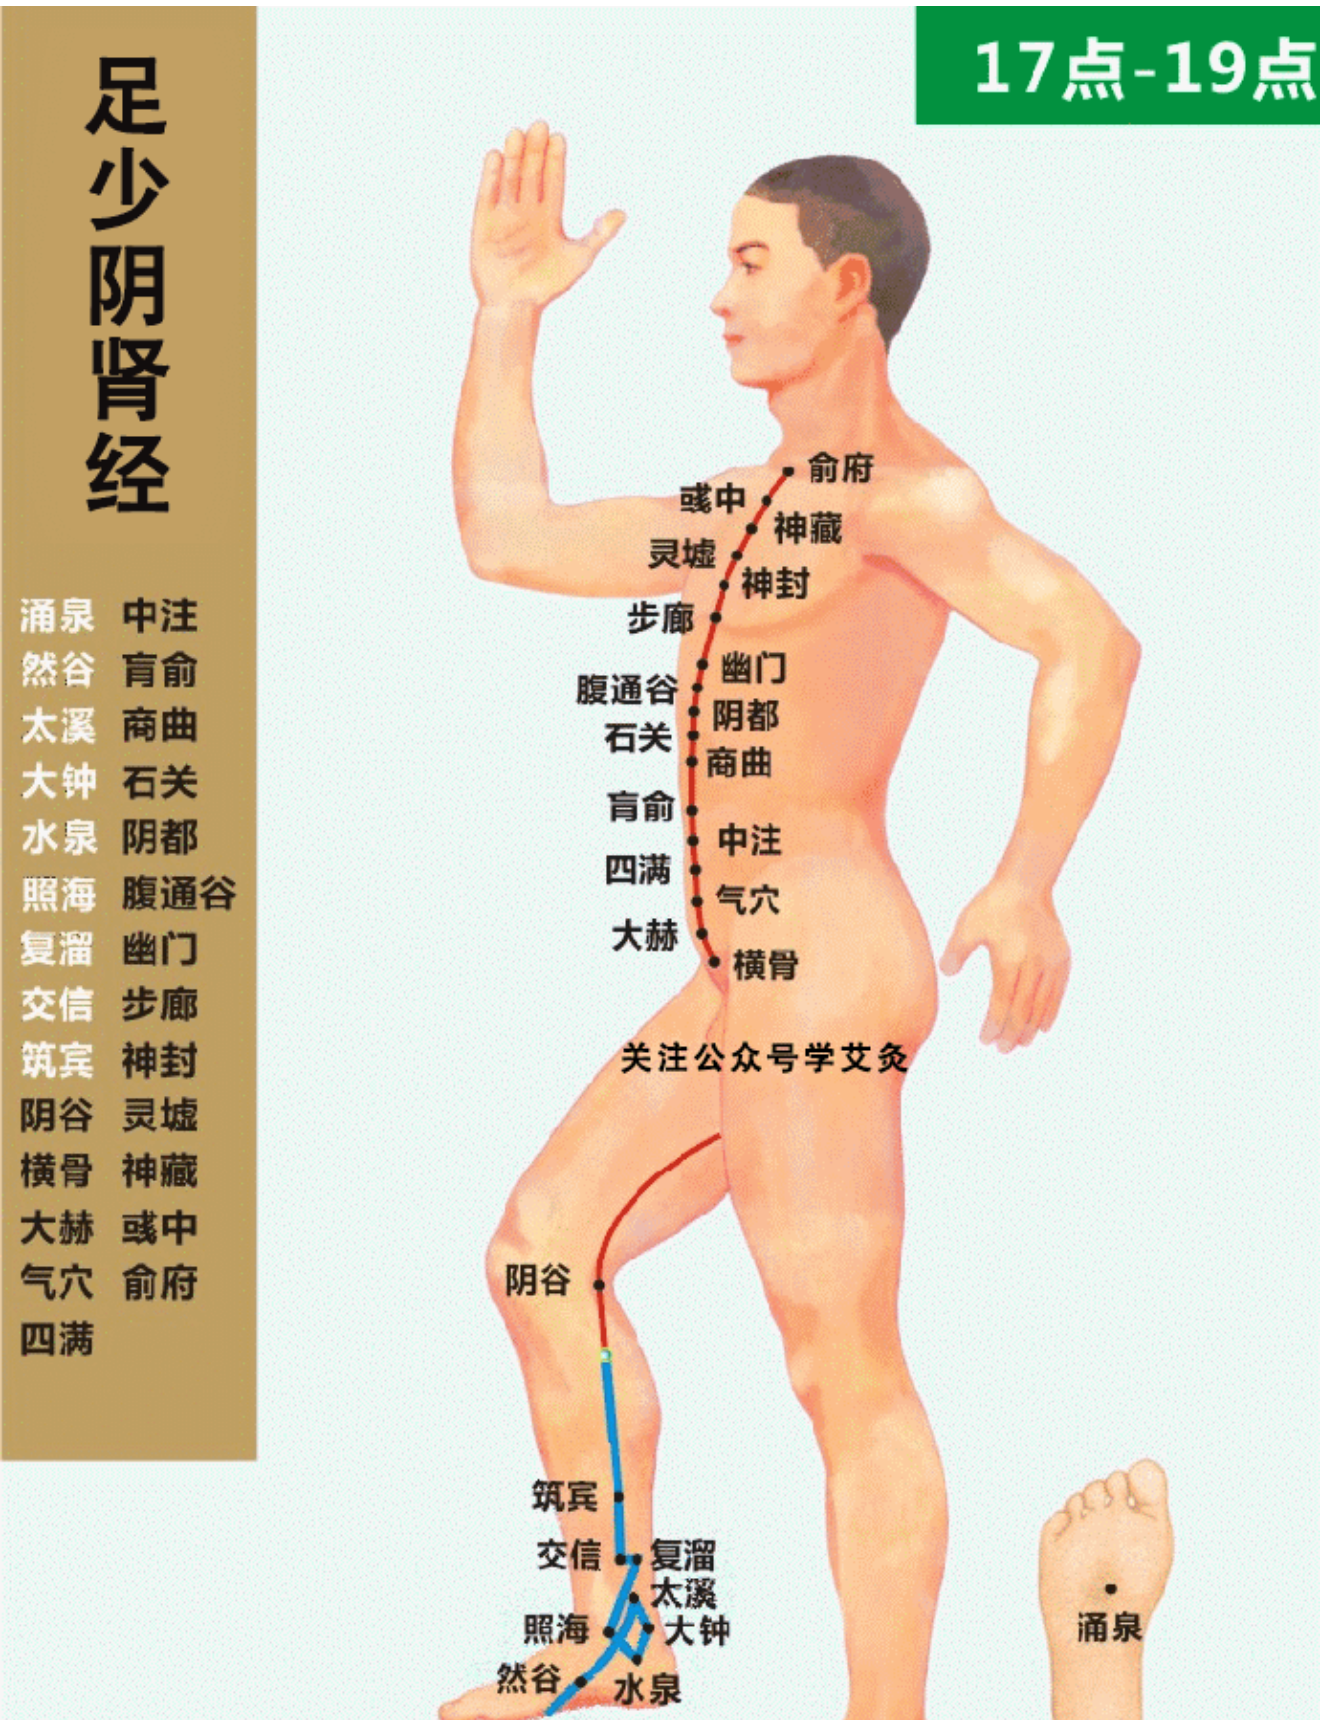 足少阴肾经
17点-19点
涌泉 中注
然谷 肓俞
太溪 商曲
大钟 石关
水泉 阴都
照海 腹通谷
复溜 幽门
交信 步廊
筑宾 神封
阴谷 灵墟
横骨 神藏
大赫 彧中
气穴 俞府
四满
俞府
彧中
神藏
灵墟
神封
步廊
幽门
腹通谷
阴都
石关
商曲
肓俞
中注
四满
气穴
大赫
横骨
关注公众号学艾灸
阴谷
筑宾
交信
复溜
太溪
照海
大钟
然谷
水泉
涌泉